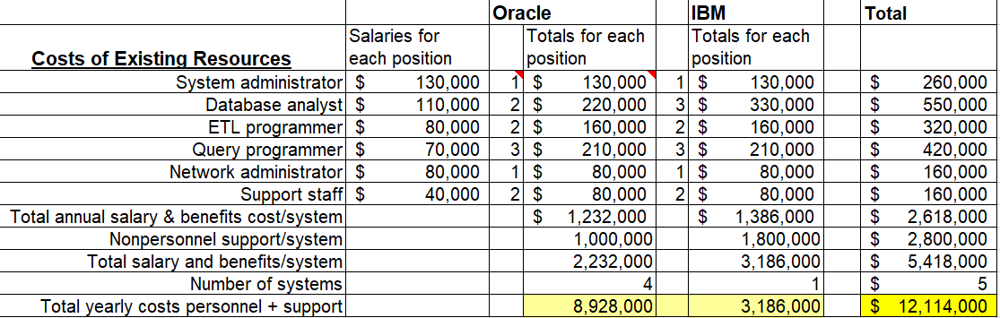 Oracle IBM Total
Salaries for Totals for each Totals for each
Costs of Existing Resources each position position position
System administrator $ 130,000 1 $ 130,000 1 $ 130,000 $ 260,000
Database analyst $ 110,000 2 $ 220,000 3 $ 330,000 $ 550,000
ETL programmer $ 80,000 2 $ 160,000 2 $ 160,000 $ 320,000
Query programmer $ 70,000 3 $ 210,000 3 $ 210,000 $ 420,000
Network administrator $ 80,000 1 $ 80,000 1 $ 80,000 $ 160,000
Support staff $ 40,000 2 $ 80,000 2 $ 80,000 $ 160,000
Total annual salary & benefits cost/system $ 1,232,000 $ 1,386,000 $ 2,618,000
Nonpersonnel support/system 1,000,000 1,800,000 $ 2,800,000
Total salary and benefits/system 2,232,000 3,186,000 $ 5,418,000
Number of systems 4 1 $ 5
Total yearly costs personnel + support 8,928,000 3,186,000 $ 12,114,000